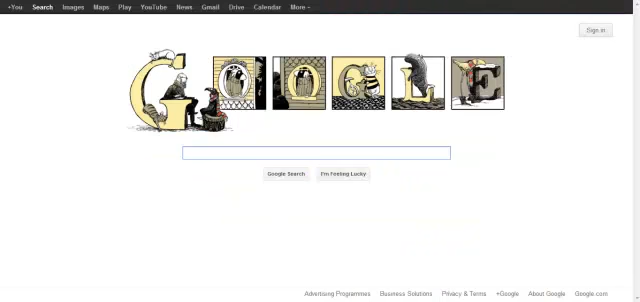 +You Search Images Maps Play YouTube News Gmail Drive Calendar More
Sign in
GOOGLE
Google Search I'm Feeling Lucky
Advertising Programmes Business Solutions Privacy & Terms +Google About Google Google.com